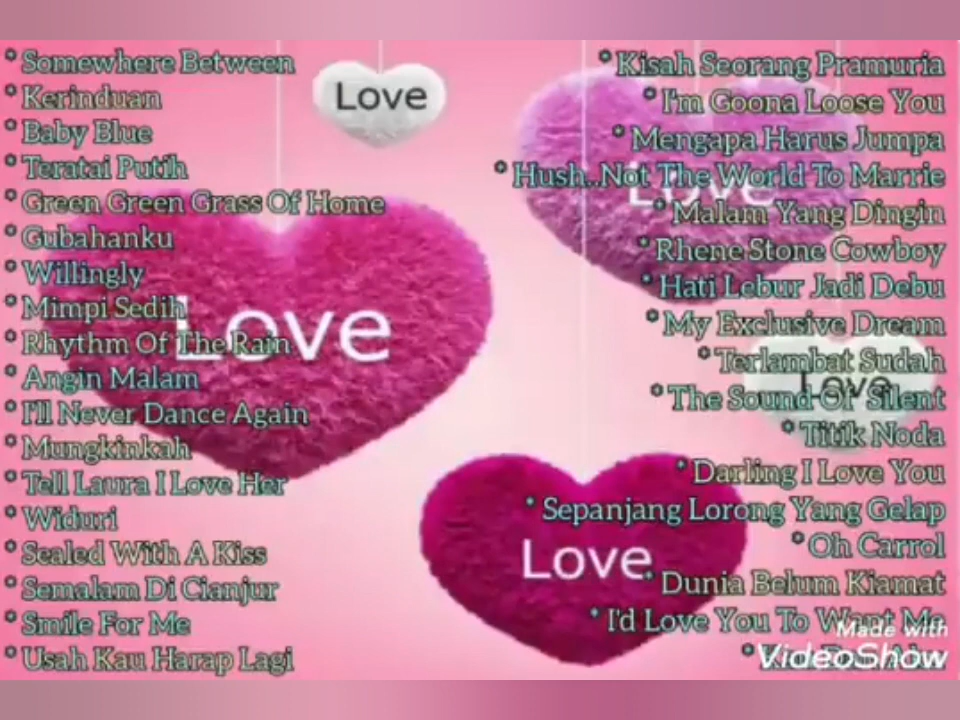 * Somewhere Between
* Kerinduan
* Baby Blue
* Teratai Putih
* Green Green Grass Of Home
* Gubahanku
* Willingly
* Mimpi Sedih
* Rhythm Of The Rain
* Angin Malam
* I'll Never Dance Again
* Mungkinkah
* Tell Laura I Love Her
* Widuri
* Sealed With A Kiss
* Semalam Di Cianjur
* Smile For Me
* Usah Kau Harap Lagi
* Kisah Seorang Pramuria
* I'm Goona Loose You
* Mengapa Harus Jumpa
* Hush..Not The World To Marrie
* Malam Yang Dingin
* Rhene Stone Cowboy
* Hati Lebur Jadi Debu
* My Exclusive Dream
* Terlambat Sudah
* The Sound Of Silent
* Titik Noda
* Darling I Love You
* Sepanjang Lorong Yang Gelap
* Oh Carrol
* Dunia Belum Kiamat
* I'd Love You To Want Me
Love
Love
Love
Love
Love
Made with
VideoShow